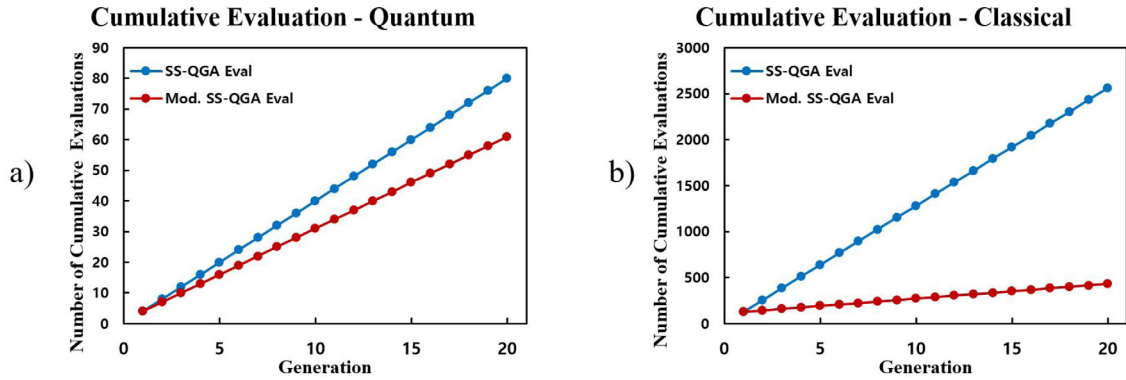 Cumulative Evaluation - Quantum
a)
Number of Cumulative Evaluations
90
80
70
60
50
40
30
20
10
0
SS-QGA Eval
Mod. SS-QGA Eval
0
5
10
15
20
Generation
Cumulative Evaluation - Classical
b)
Number of Cumulative Evaluations
3000
2500
2000
1500
1000
500
0
SS-QGA Eval
Mod. SS-QGA Eval
0
5
10
15
20
Generation